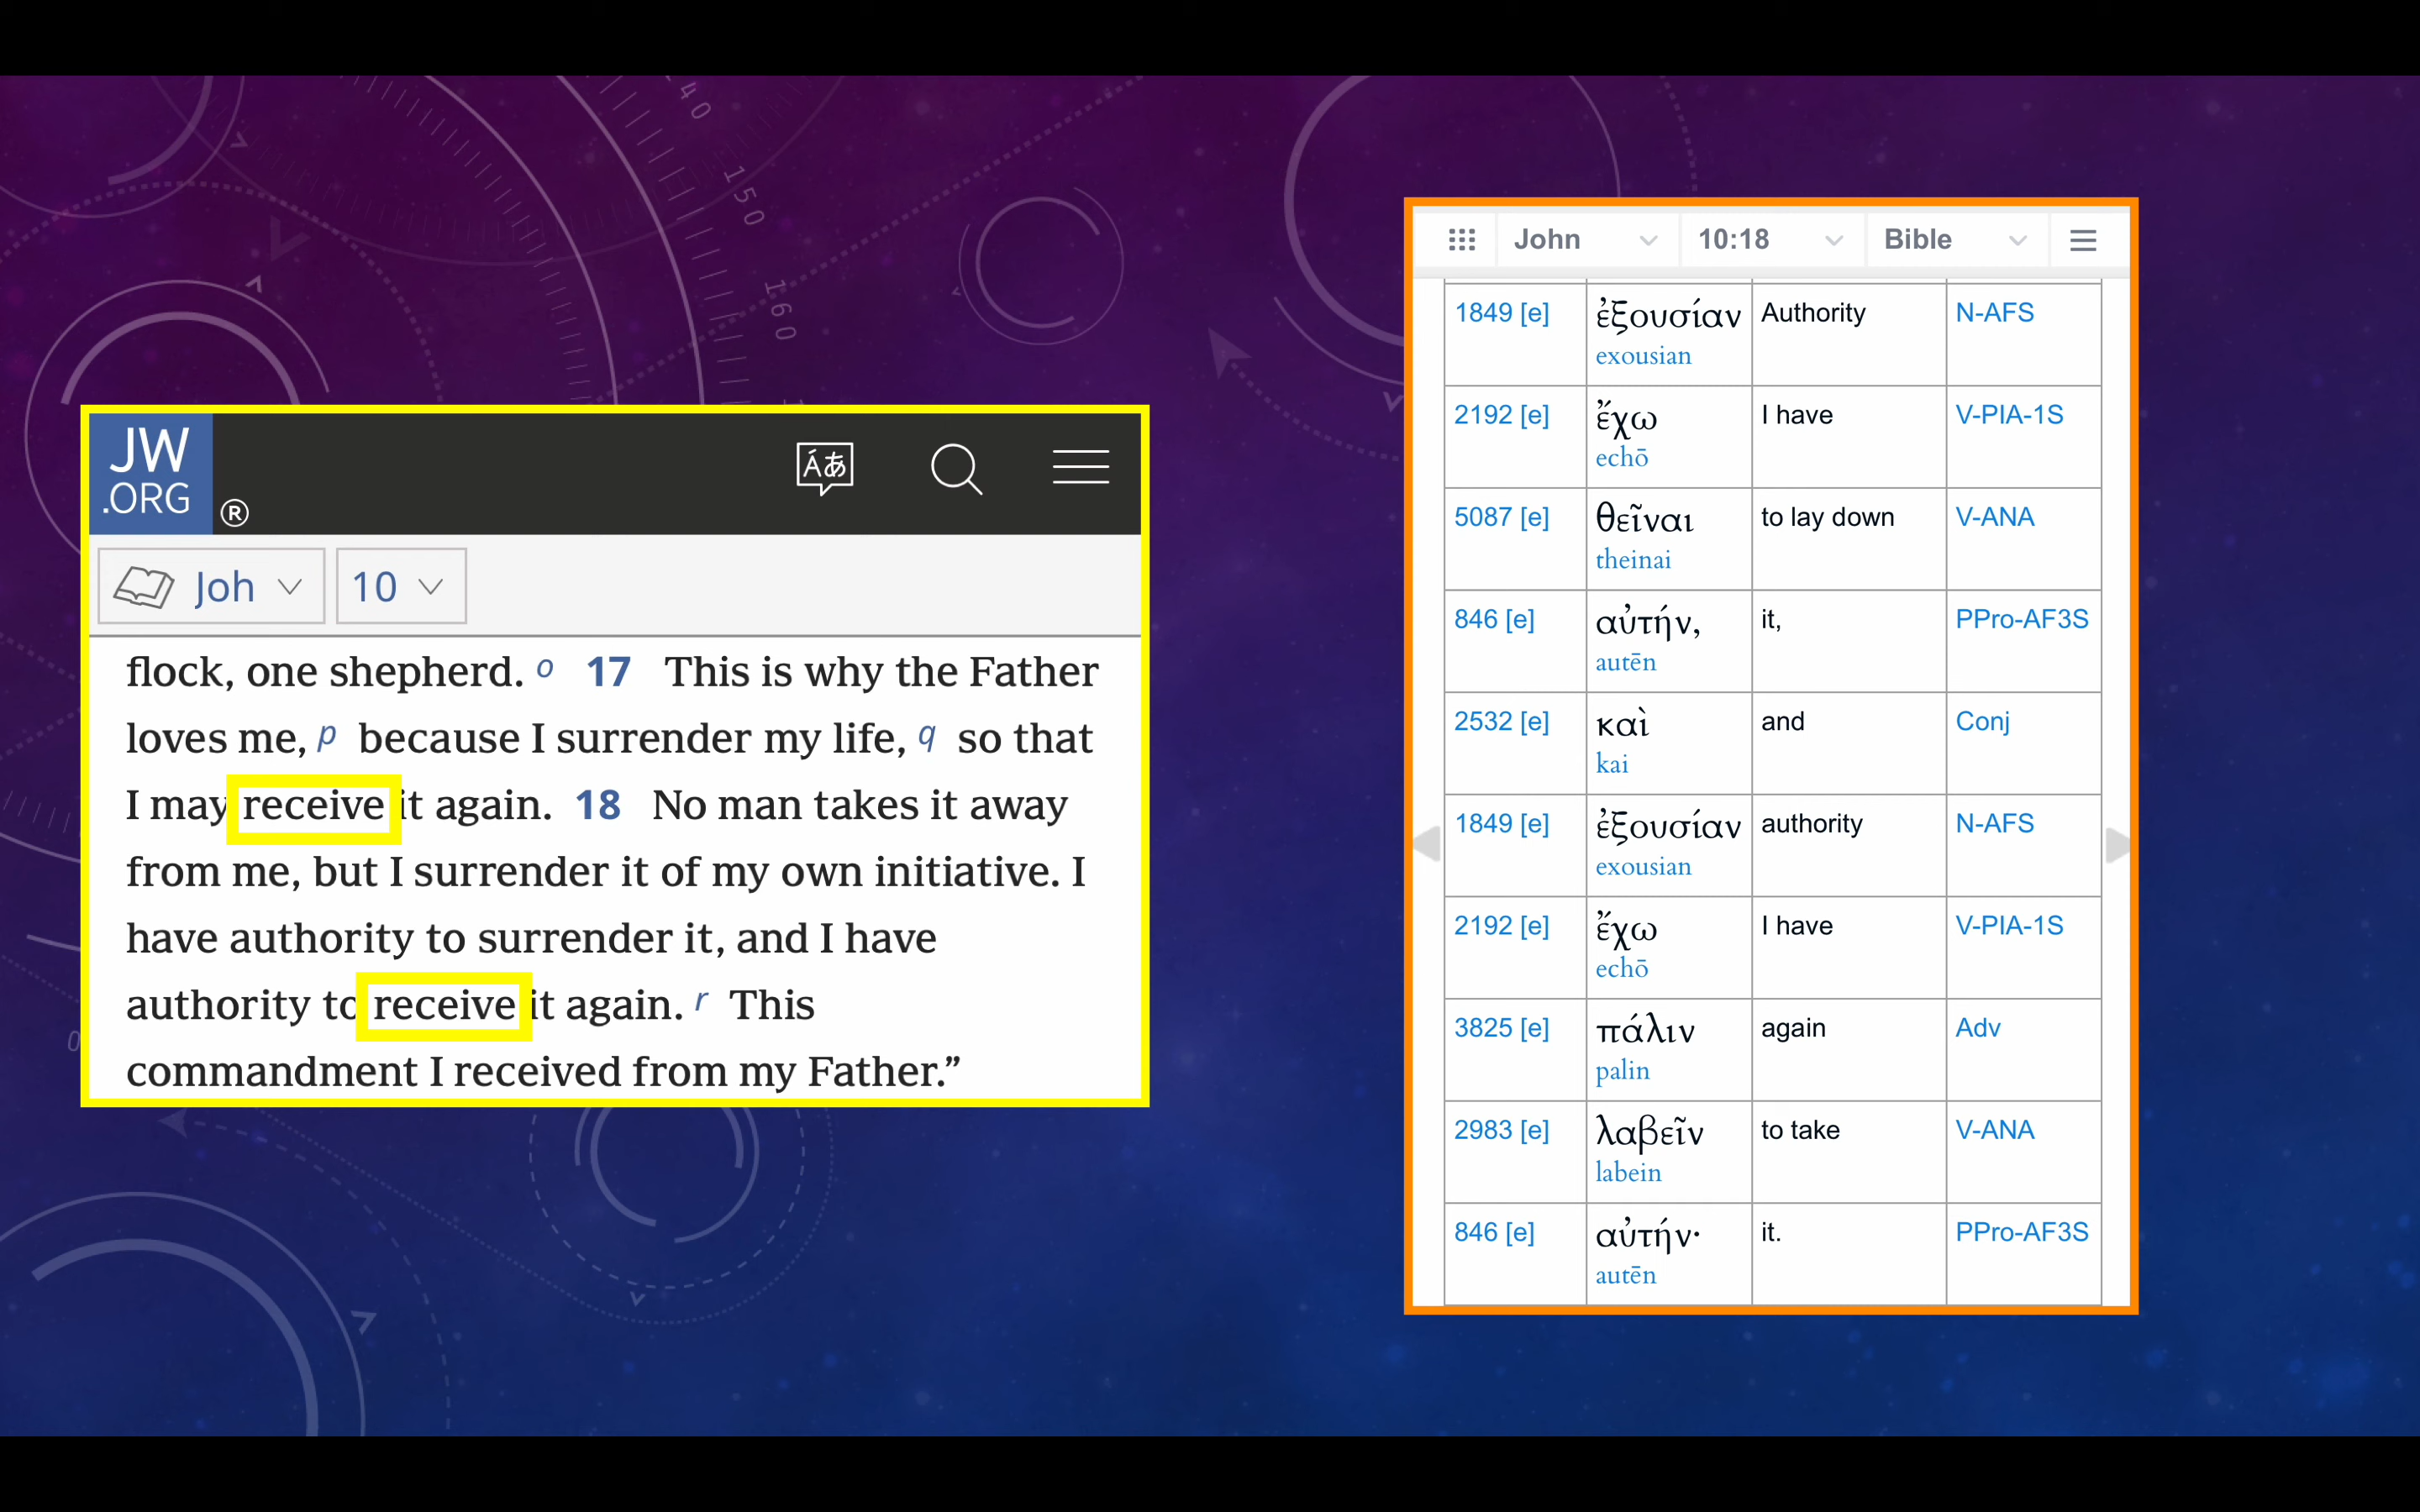 40
150
160
JW
.ORG
®
Áあ
Joh
10
flock, one shepherd. o 17 This is why the Father
loves me, p because I surrender my life, q so that
I may receive it again. 18 No man takes it away
from me, but I surrender it of my own initiative. I
have authority to surrender it, and I have
authority to receive it again. r This
commandment I received from my Father.”
John 10:18 Bible
1849 [e] ἐξουσίαν Authority N-AFS
exousian
2192 [e] ἔχω I have V-PIA-1S
echō
5087 [e] θεῖναι to lay down V-ANA
theinai
846 [e] αὐτήν, it, PPro-AF3S
autēn
2532 [e] καὶ and Conj
kai
1849 [e] ἐξουσίαν authority N-AFS
exousian
2192 [e] ἔχω I have V-PIA-1S
echō
3825 [e] πάλιν again Adv
palin
2983 [e] λαβεῖν to take V-ANA
labein
846 [e] αὐτήν· it. PPro-AF3S
autēn